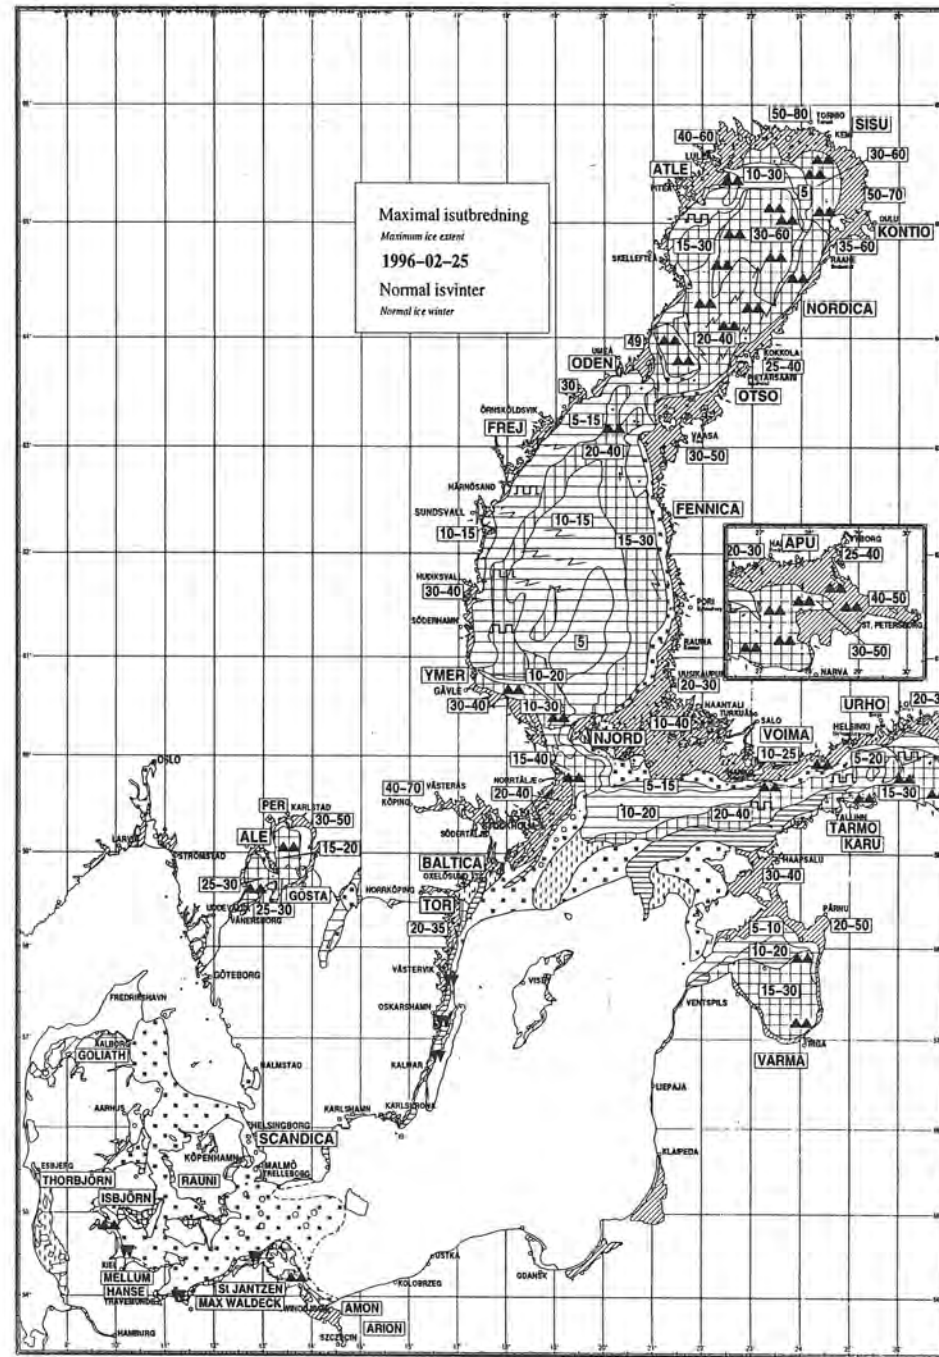 Maximal isutbredning
Maximum ice extent
1996-02-25
Normal isvinter
Normal ice winter
50-80
TORNIO
SISU
KEMI
40-60
LULEÅ
30-60
ATLE
10-30
PITEÅ
5
50-70
OULU
KONTIO
30-60
15-30
35-60
SKELLEFTEÅ
RAAHE
NORDICA
49
20-40
UMEÅ
KOKKOLA
ODEN
25-40
PIETARSAARI
30
OTSO
ÖRNSKÖLDSVIK
5-15
FREJ
VAASA
20-40
30-50
HÄRNÖSAND
SUNDSVALL
FENNICA
10-15
10-15
15-30
APU
VYBORG
20-30
25-40
HUDIKSVALL
30-40
40-50
PORI
SÖDERHAMN
ST. PETERSBURG
5
RAUMA
30-50
YMER
10-20
UUSIKAUPUNKI
NARVA
GÄVLE
20-30
30-40
10-30
NAANTALI
URHO
TURKU
10-40
SALO
HELSINKI
NJORD
VOIMA
OSLO
15-40
10-25
5-20
40-70
VÄSTERÅS
NORRTÄLJE
5-15
KÖPING
20-40
15-30
PER
KARLSTAD
30-50
10-20
20-40
STOCKHOLM
TALLINN
SÖDERTÄLJE
TARMO
ALE
KARU
LARVIK
15-20
STRÖMSTAD
BALTICA
HAAPSALU
OXELÖSUND
30-40
25-30
GÖSTA
NORRKÖPING
TOR
UDDEVALLA
25-30
PÄRNU
VÄNERSBORG
20-35
5-10
20-50
10-20
GÖTEBORG
VÄSTERVIK
VISBY
15-30
FREDRIKSHAVN
OSKARSHAMN
VENTSPILS
AALBORG
RIGA
GOLIATH
VARMA
HALMSTAD
KALMAR
LIEPAJA
AARHUS
KARLSHAMN
KARLSKRONA
HELSINGBORG
SCANDICA
KÖPENHAMN
KLAIPEDA
ESBJERG
MALMÖ
THORBJÖRN
RAUNI
TRELLEBORG
ISBJÖRN
USTKA
KIEL
GDANSK
MELLUM
St JANTZEN
KOLOBRZEG
HANSE
TRAVEMÜNDE
MAX WALDECK
AMON
ARION
HAMBURG
SZCZECIN